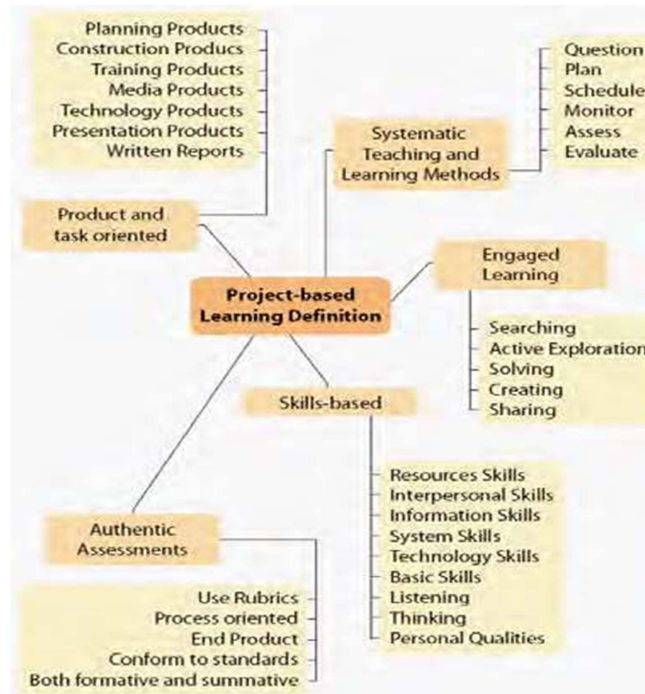 Planning Products
Construction Producs
Training Products
Media Products
Technology Products
Presentation Products
Written Reports
Product and
task oriented
Systematic
Teaching and
Learning Methods
Question
Plan
Schedule
Monitor
Assess
Evaluate
Engaged
Learning
Searching
Active Exploration
Solving
Creating
Sharing
Project-based
Learning Definition
Skills-based
Resources Skills
Interpersonal Skills
Information Skills
System Skills
Technology Skills
Basic Skills
Listening
Thinking
Personal Qualities
Authentic
Assessments
Use Rubrics
Process oriented
End Product
Conform to standards
Both formative and summative